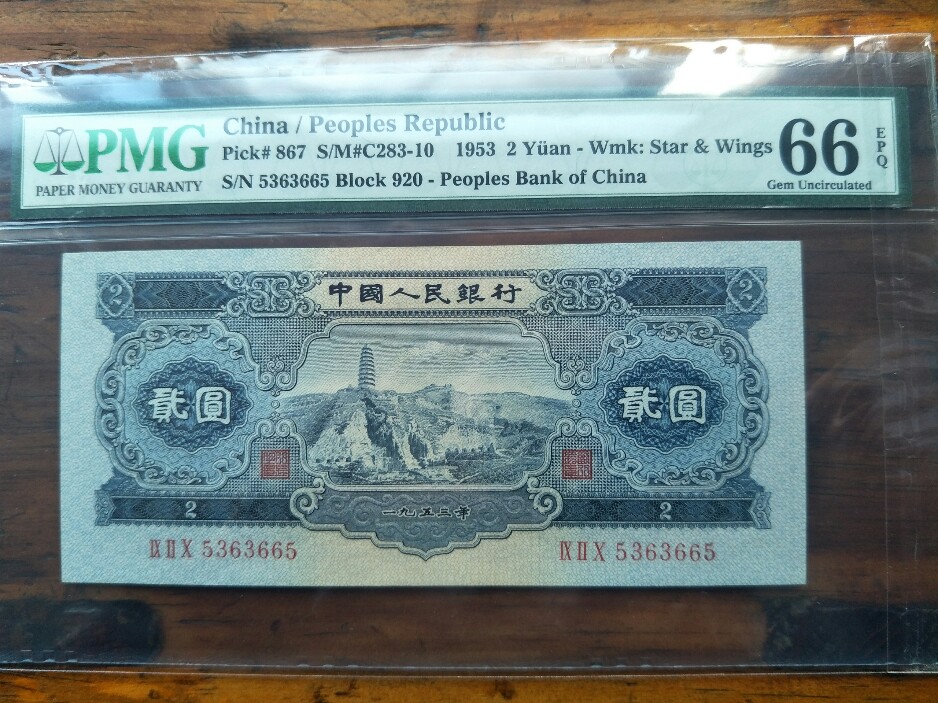 PMG
PAPER MONEY GUARANTY
China / Peoples Republic
Pick# 867 S/M#C283-10 1953 2 Yüan - Wmk: Star & Wings
S/N 5363665 Block 920 - Peoples Bank of China
66
EPQ
Gem Uncirculated
2 中國人民銀行 2
貳圓 貳圓
2 一九五三年 2
IX II X 5363665 IX II X 5363665